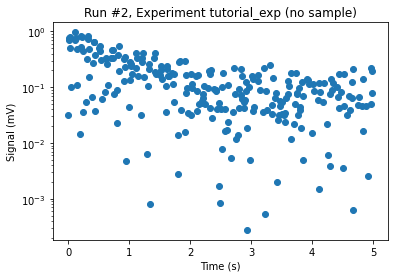 Run #2, Experiment tutorial_exp (no sample)
10⁰
10⁻¹
10⁻²
10⁻³
Signal (mV)
0 1 2 3 4 5
Time (s)